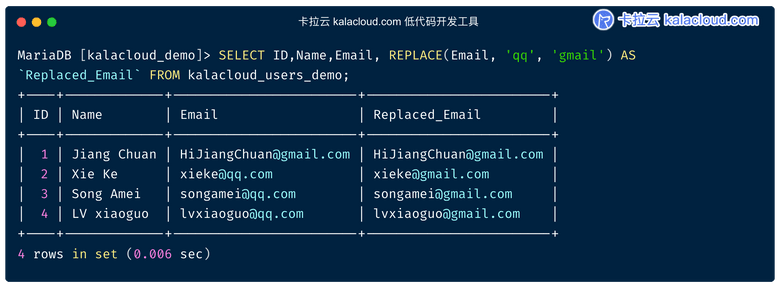 卡拉云 kalacloud.com 低代码开发工具
卡拉云 kalacloud.com
MariaDB [kalacloud_demo]> SELECT ID,Name,Email, REPLACE(Email, 'qq', 'gmail') AS
`Replaced_Email` FROM kalacloud_users_demo;
+----+-------------+-------------------------+-------------------------+
| ID | Name | Email | Replaced_Email |
+----+-------------+-------------------------+-------------------------+
| 1 | Jiang Chuan | HiJiangChuan@gmail.com | HiJiangChuan@gmail.com |
| 2 | Xie Ke | xieke@qq.com | xieke@gmail.com |
| 3 | Song Amei | songamei@qq.com | songamei@gmail.com |
| 4 | LV xiaoguo | lvxiaoguo@qq.com | lvxiaoguo@gmail.com |
+----+-------------+-------------------------+-------------------------+
4 rows in set (0.006 sec)